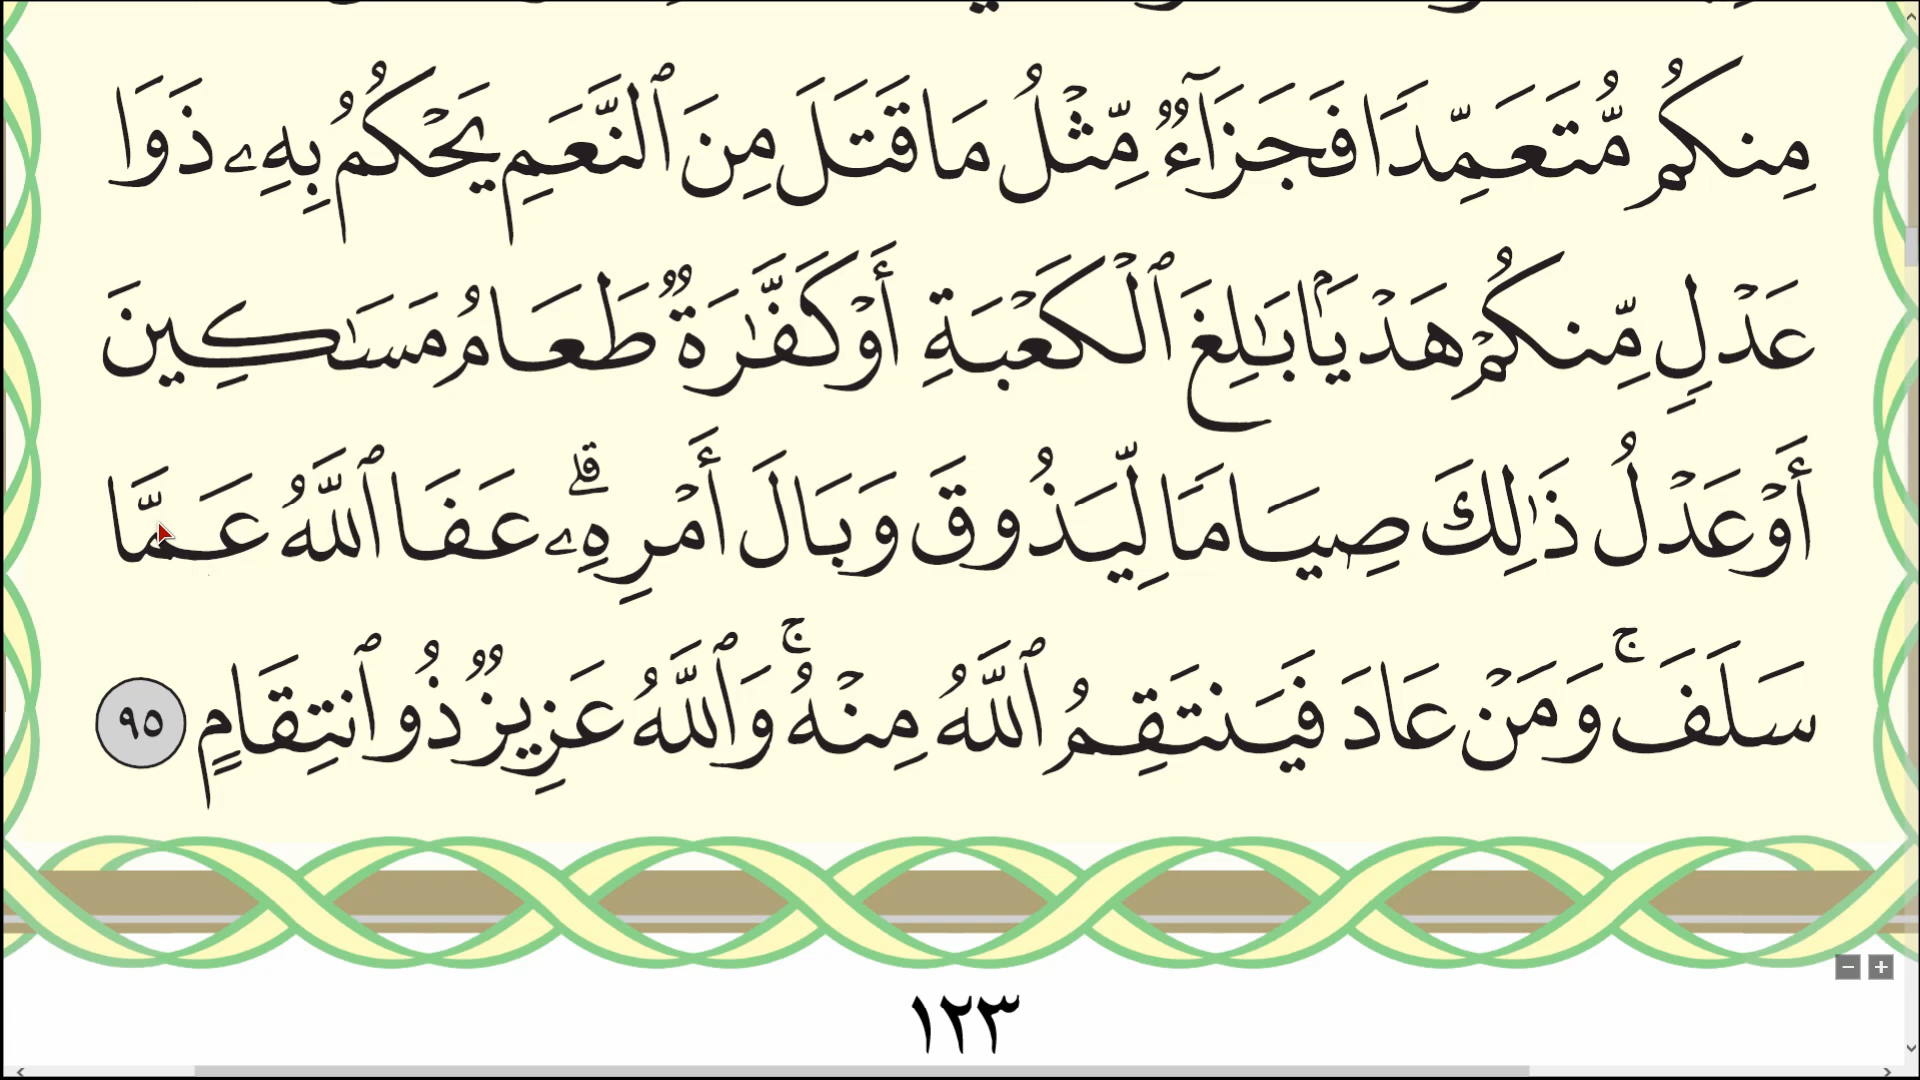 مِنكُم مُّتَعَمِّدًا فَجَزَآءٌ مِّثْلُ مَا قَتَلَ مِنَ ٱلنَّعَمِ يَحْكُمُ بِهِۦ ذَوَا
عَدْلٍ مِّنكُمْ هَدْيًۢا بَـٰلِغَ ٱلْكَعْبَةِ أَوْ كَفَّـٰرَةٌ طَعَامُ مَسَـٰكِينَ
أَوْ عَدْلُ ذَٰلِكَ صِيَامًا لِّيَذُوقَ وَبَالَ أَمْرِهِۦ ۗ عَفَا ٱللَّهُ عَمَّا
سَلَفَ ۚ وَمَنْ عَادَ فَيَنتَقِمُ ٱللَّهُ مِنْهُ ۚ وَٱللَّهُ عَزِيزٌ ذُو ٱنتِقَامٍ ٩٥
١٢٣